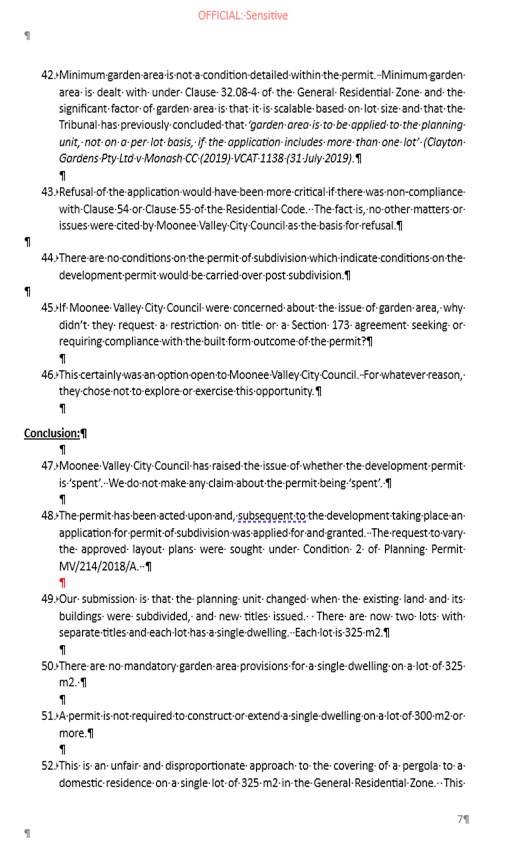 OFFICIAL: Sensitive
42. Minimum garden area is not a condition detailed within the permit. Minimum garden
area is dealt with under Clause 32.08-4 of the General Residential Zone and the
significant factor of garden area is that it is scalable based on lot size and that the
Tribunal has previously concluded that 'garden area is to be applied to the planning
unit, not on a per lot basis, if the application includes more than one lot' (Clayton
Gardens Pty Ltd v Monash CC (2019) VCAT 1138 (31 July 2019).
43. Refusal of the application would have been more critical if there was non-compliance
with Clause 54 or Clause 55 of the Residential Code. The fact is, no other matters or
issues were cited by Moonee Valley City Council as the basis for refusal.
44. There are no conditions on the permit of subdivision which indicate conditions on the
development permit would be carried over post subdivision.
45. If Moonee Valley City Council were concerned about the issue of garden area, why
didn't they request a restriction on title or a Section 173 agreement seeking or
requiring compliance with the built form outcome of the permit?
46. This certainly was an option open to Moonee Valley City Council. For whatever reason,
they chose not to explore or exercise this opportunity.
Conclusion:
47. Moonee Valley City Council has raised the issue of whether the development permit
is 'spent'. We do not make any claim about the permit being 'spent'.
48. The permit has been acted upon and, subsequent to the development taking place an
application for permit of subdivision was applied for and granted. The request to vary
the approved layout plans were sought under Condition 2 of Planning Permit
MV/214/2018/A.
49. Our submission is that the planning unit changed when the existing land and its
buildings were subdivided, and new titles issued. There are now two lots with
separate titles and each lot has a single dwelling. Each lot is 325 m2.
50. There are no mandatory garden area provisions for a single dwelling on a lot of 325
m2.
51. A permit is not required to construct or extend a single dwelling on a lot of 300 m2 or
more.
52. This is an unfair and disproportionate approach to the covering of a pergola to a
domestic residence on a single lot of 325 m2 in the General Residential Zone. This
7